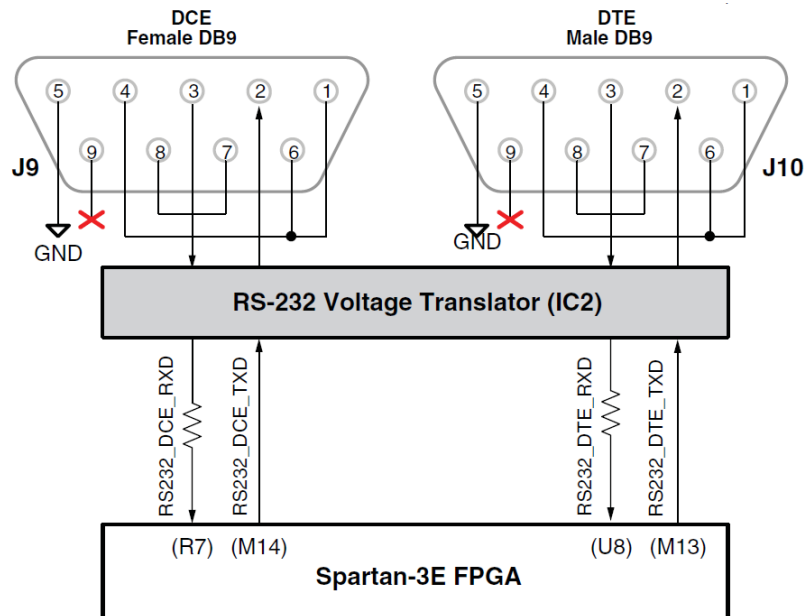 DCE
Female DB9
DTE
Male DB9
5 4 3 2 1
5 4 3 2 1
9 8 7 6
9 8 7 6
J9
J10
GND
GND
RS-232 Voltage Translator (IC2)
RS232_DCE_RXD
RS232_DCE_TXD
RS232_DTE_RXD
RS232_DTE_TXD
(R7) (M14)
(U8) (M13)
Spartan-3E FPGA